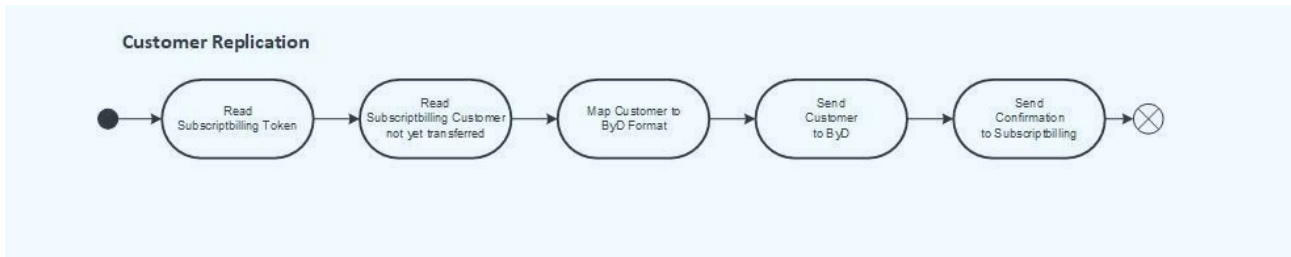 Customer Replication
Read
Subscriptbilling Token
Read
Subscriptbilling Customer
not yet transferred
Map Customer to
ByD Format
Send
Customer
to ByD
Send
Confirmation
to Subscriptbilling